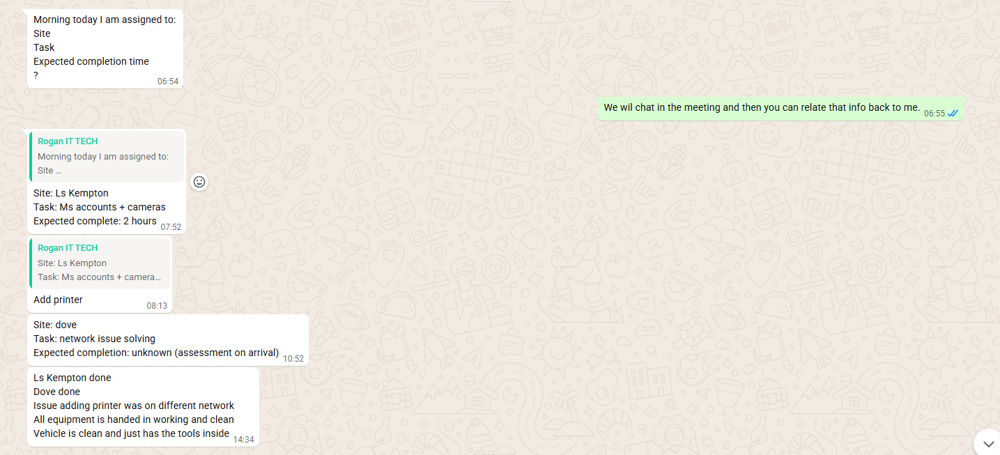 Morning today I am assigned to:
Site
Task
Expected completion time
?
06:54
We wil chat in the meeting and then you can relate that info back to me. 06:55
Rogan IT TECH
Morning today I am assigned to:
Site ...
Site: Ls Kempton
Task: Ms accounts + cameras
Expected complete: 2 hours 07:52
Rogan IT TECH
Site: Ls Kempton
Task: Ms accounts + camera...
Add printer
08:13
Site: dove
Task: network issue solving
Expected completion: unknown (assessment on arrival) 10:52
Ls Kempton done
Dove done
Issue adding printer was on different network
All equipment is handed in working and clean
Vehicle is clean and just has the tools inside 14:34